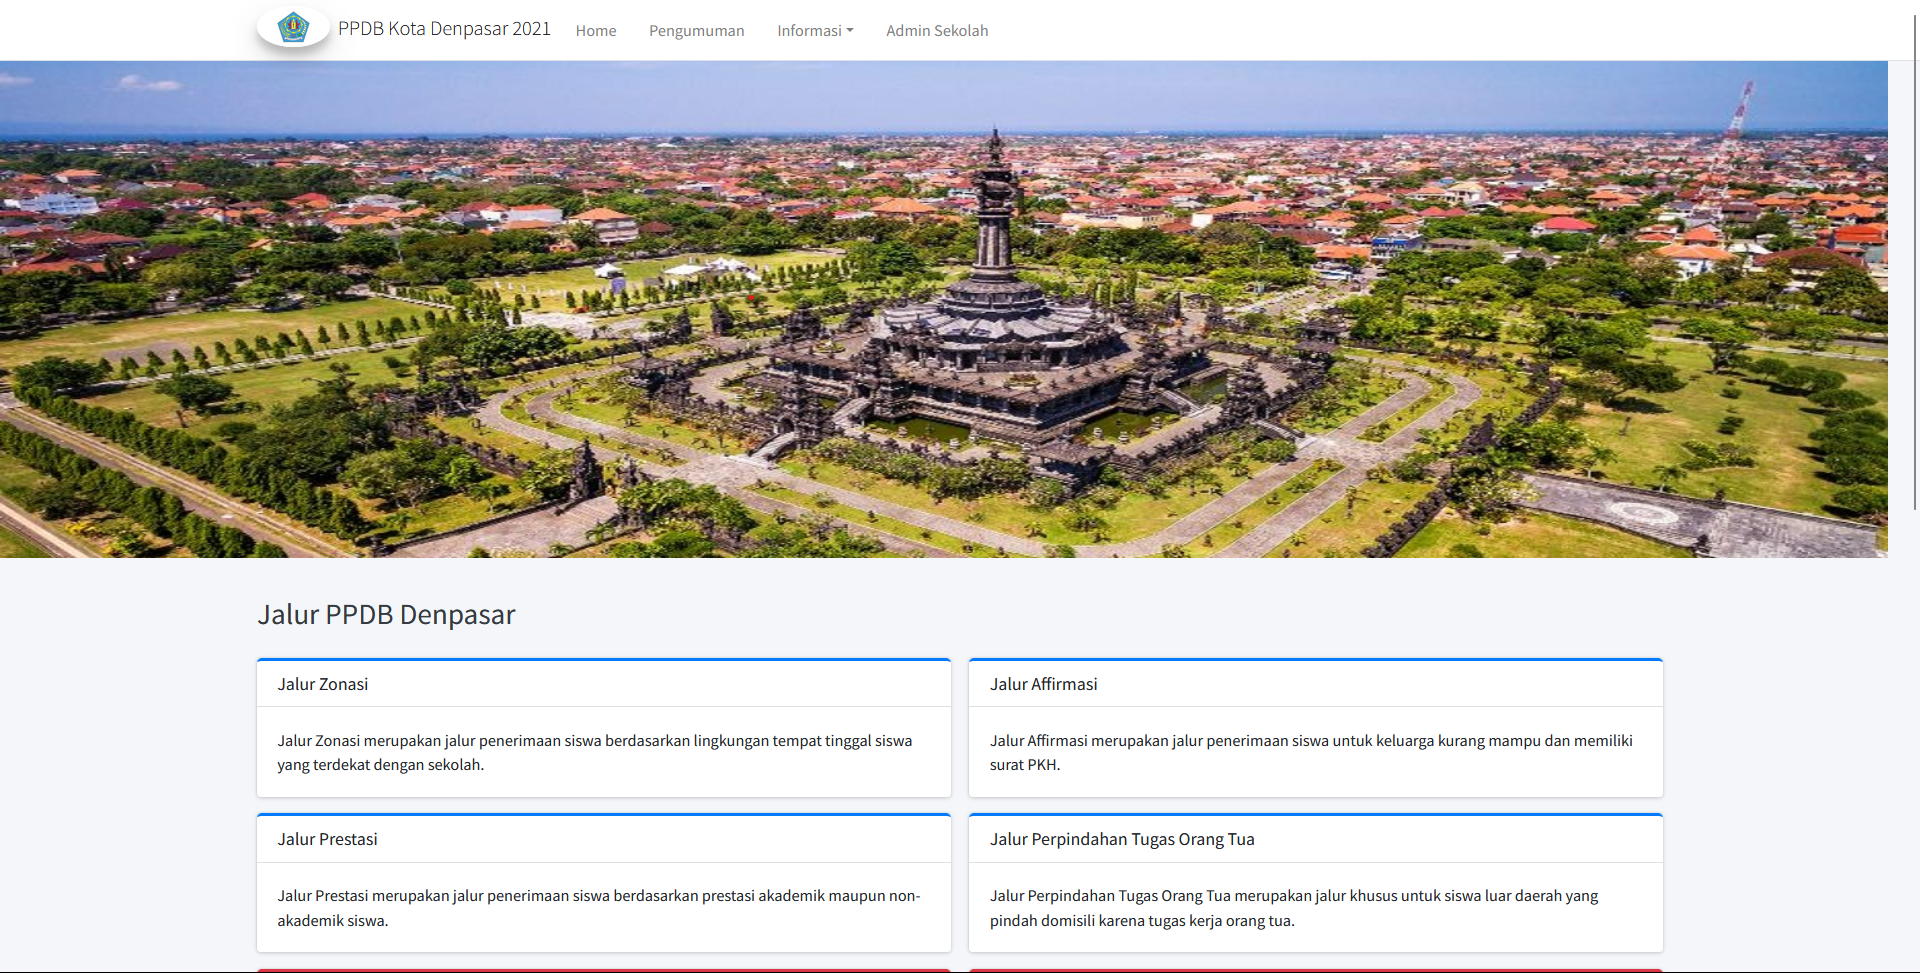 PPDB Kota Denpasar 2021
Home
Pengumuman
Informasi
Admin Sekolah
Jalur PPDB Denpasar
Jalur Zonasi
Jalur Zonasi merupakan jalur penerimaan siswa berdasarkan lingkungan tempat tinggal siswa
yang terdekat dengan sekolah.
Jalur Affirmasi
Jalur Affirmasi merupakan jalur penerimaan siswa untuk keluarga kurang mampu dan memiliki
surat PKH.
Jalur Prestasi
Jalur Prestasi merupakan jalur penerimaan siswa berdasarkan prestasi akademik maupun non-
akademik siswa.
Jalur Perpindahan Tugas Orang Tua
Jalur Perpindahan Tugas Orang Tua merupakan jalur khusus untuk siswa luar daerah yang
pindah domisili karena tugas kerja orang tua.